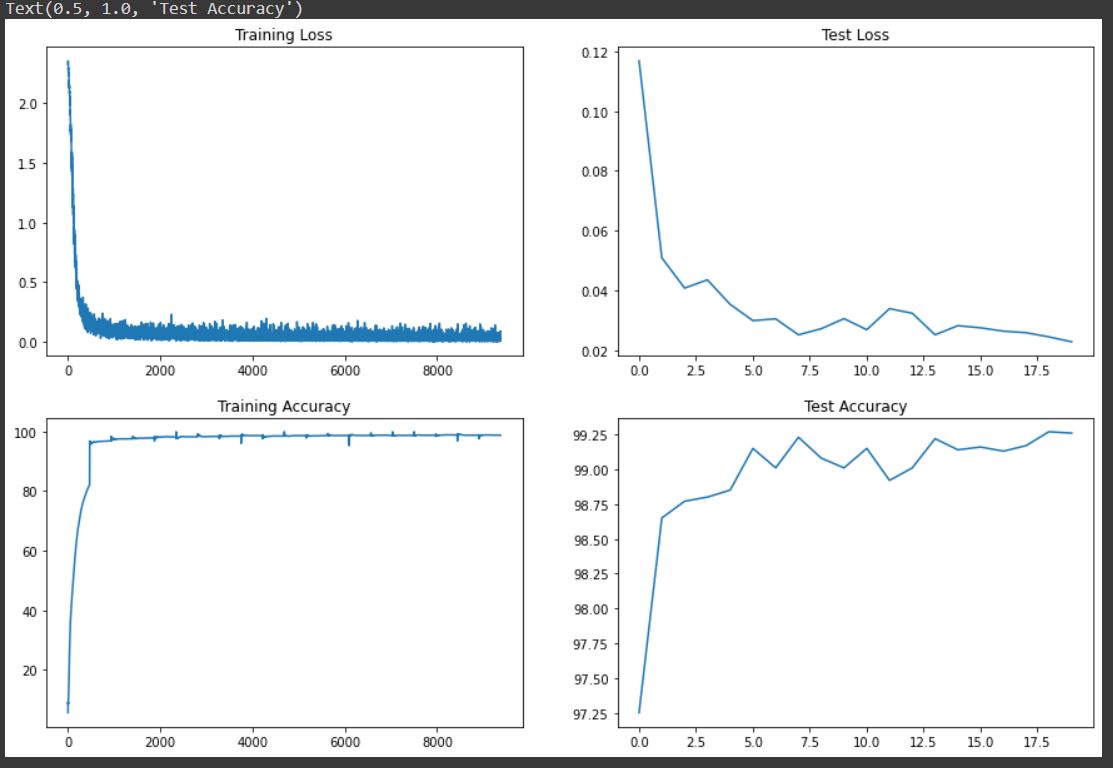 Text(0.5, 1.0, 'Test Accuracy')
Training Loss
2.0
1.5
1.0
0.5
0.0
0 2000 4000 6000 8000
Test Loss
0.12
0.10
0.08
0.06
0.04
0.02
0.0 2.5 5.0 7.5 10.0 12.5 15.0 17.5
Training Accuracy
100
80
60
40
20
0 2000 4000 6000 8000
Test Accuracy
99.25
99.00
98.75
98.50
98.25
98.00
97.75
97.50
97.25
0.0 2.5 5.0 7.5 10.0 12.5 15.0 17.5